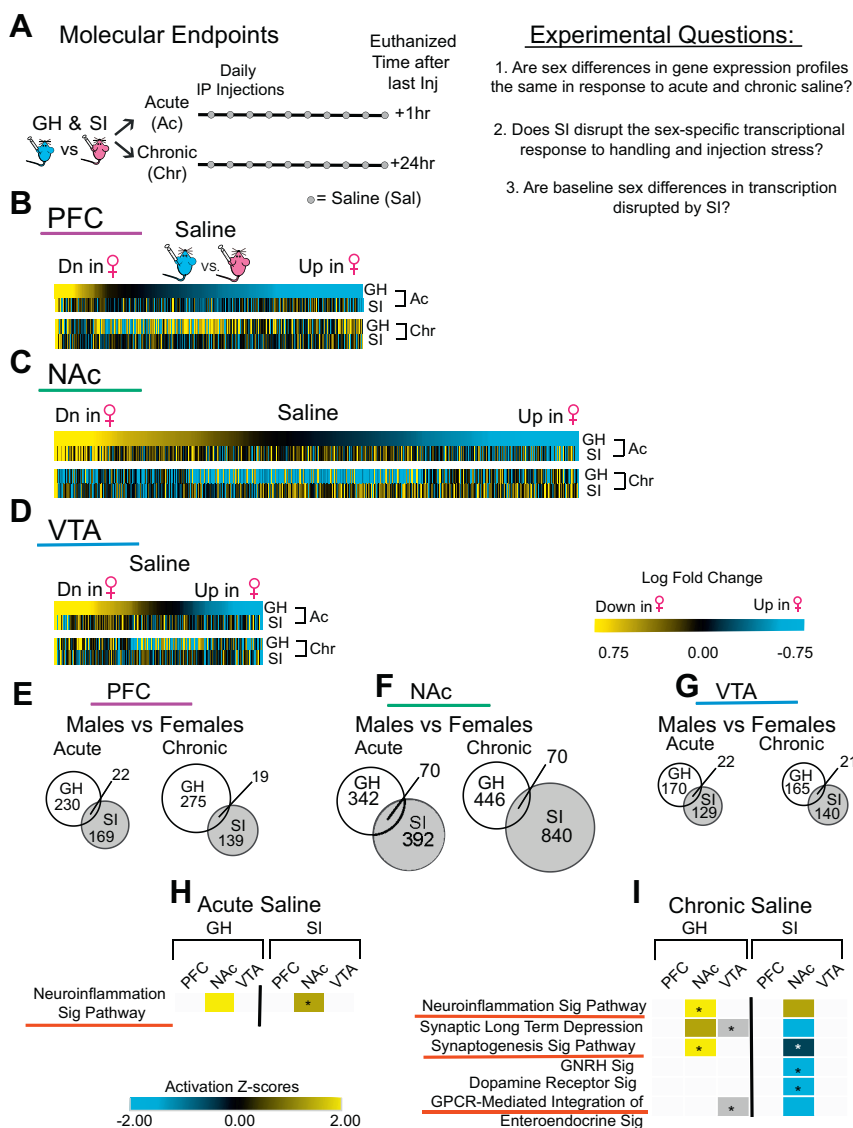 A
Molecular Endpoints
Daily
IP Injections
Euthanized
Time after
last Inj
GH & SI
vs
Acute
(Ac)
+1hr
Chronic
(Chr)
+24hr
= Saline (Sal)
Experimental Questions:
1. Are sex differences in gene expression profiles
the same in response to acute and chronic saline?
2. Does SI disrupt the sex-specific transcriptional
response to handling and injection stress?
3. Are baseline sex differences in transcription
disrupted by SI?
B
PFC
Saline
vs.
Dn in ♀
Up in ♀
GH
SI
Ac
GH
SI
Chr
C
NAc
Saline
Dn in ♀
Up in ♀
GH
SI
Ac
GH
SI
Chr
D
VTA
Saline
Dn in ♀
Up in ♀
GH
SI
Ac
GH
SI
Chr
Log Fold Change
Down in ♀
Up in ♀
0.75 0.00 -0.75
E
PFC
Males vs Females
Acute
Chronic
GH
230
22
SI
169
GH
275
19
SI
139
F
NAc
Males vs Females
Acute
Chronic
GH
342
70
SI
392
GH
446
70
SI
840
G
VTA
Males vs Females
Acute
Chronic
GH
170
22
SI
129
GH
165
21
SI
140
H
Acute Saline
GH SI
PFC NAc VTA PFC NAc VTA
Neuroinflammation
Sig Pathway
*
Activation Z-scores
-2.00 0.00 2.00
I
Chronic Saline
GH SI
PFC NAc VTA PFC NAc VTA
Neuroinflammation Sig Pathway *
Synaptic Long Term Depression *
Synaptogenesis Sig Pathway * *
GNRH Sig *
Dopamine Receptor Sig *
GPCR-Mediated Integration of *
Enteroendocrine Sig